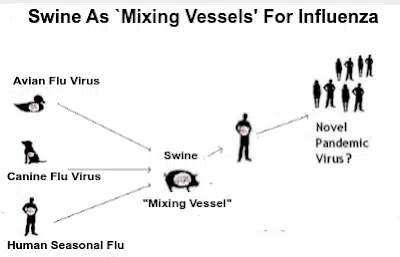 Swine As `Mixing Vessels' For Influenza
Avian Flu Virus
Canine Flu Virus
Human Seasonal Flu
Swine
"Mixing Vessel"
Novel
Pandemic
Virus?